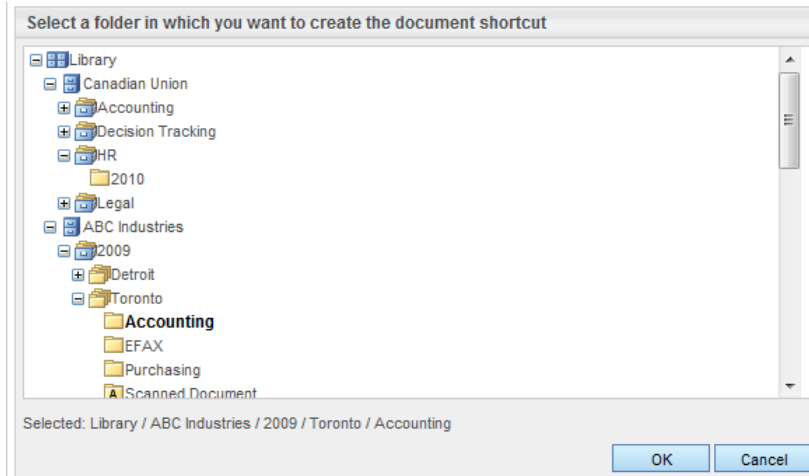 Select a folder in which you want to create the document shortcut
Library
Canadian Union
Accounting
Decision Tracking
HR
2010
Legal
ABC Industries
2009
Detroit
Toronto
Accounting
EFAX
Purchasing
A Scanned Document
Selected: Library / ABC Industries / 2009 / Toronto / Accounting
OK Cancel